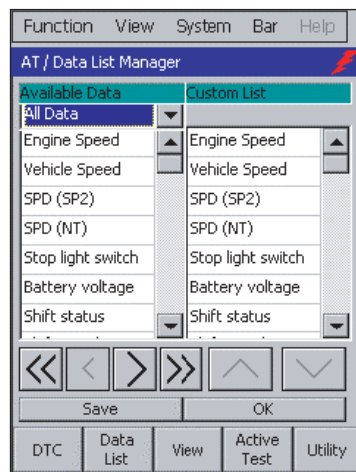 Function View System Bar Help
AT / Data List Manager
Available Data Custom List
All Data
Engine Speed Engine Speed
Vehicle Speed Vehicle Speed
SPD (SP2) SPD (SP2)
SPD (NT) SPD (NT)
Stop light switch Stop light switch
Battery voltage Battery voltage
Shift status Shift status
Save OK
DTC Data List View Active Test Utility